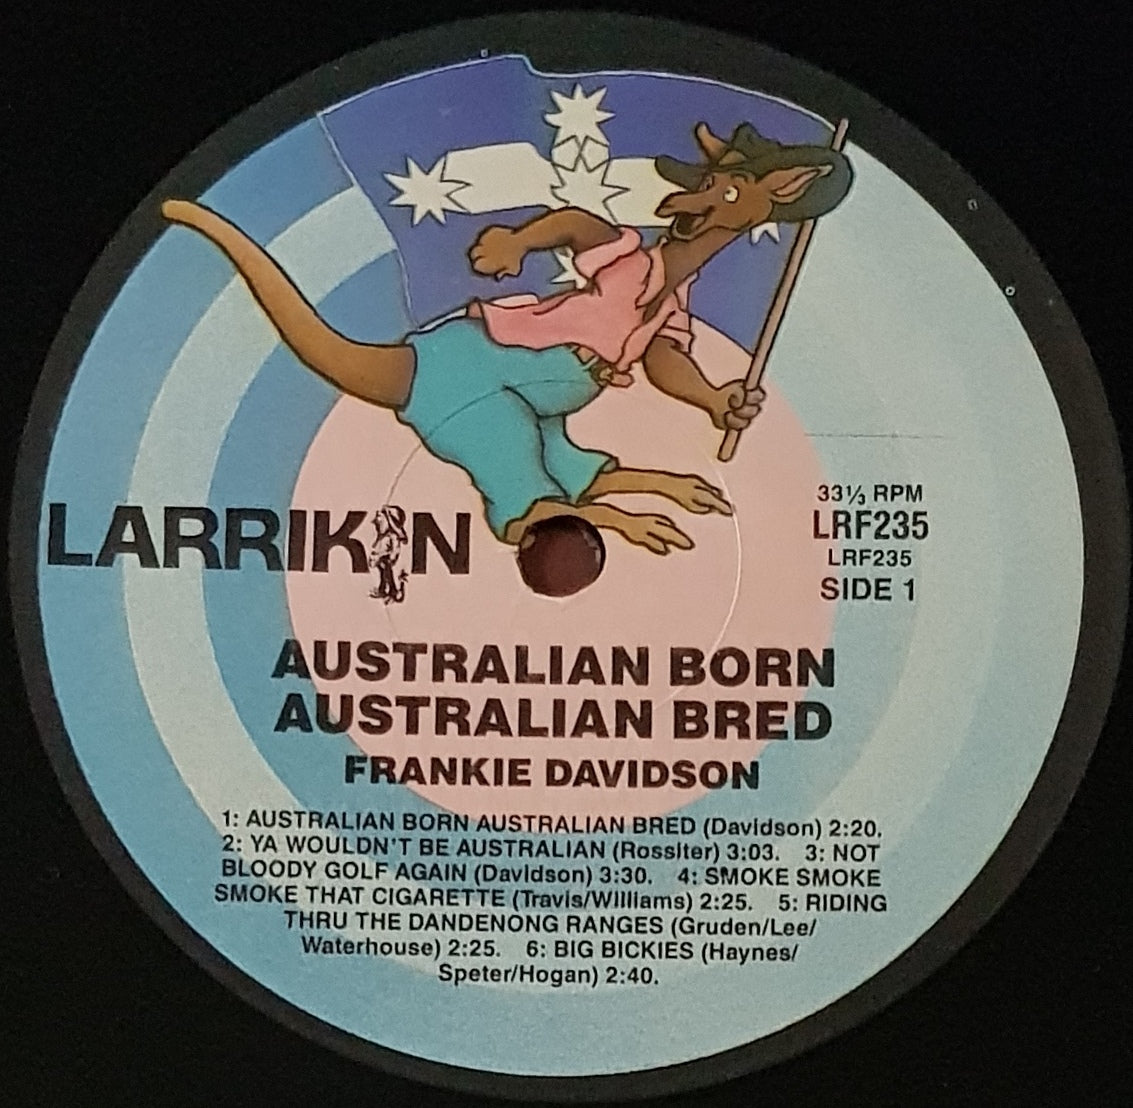 LARRIKIN
33⅓ RPM
LRF235
LRF235
SIDE 1
AUSTRALIAN BORN
AUSTRALIAN BRED
FRANKIE DAVIDSON
1: AUSTRALIAN BORN AUSTRALIAN BRED (Davidson) 2:20.
2: YA WOULDN'T BE AUSTRALIAN (Rossiter) 3:03. 3: NOT
BLOODY GOLF AGAIN (Davidson) 3:30. 4: SMOKE SMOKE
SMOKE THAT CIGARETTE (Travis/Williams) 2:25. 5: RIDING
THRU THE DANDENONG RANGES (Gruden/Lee/
Waterhouse) 2:25. 6: BIG BICKIES (Haynes/
Speter/Hogan) 2:40.